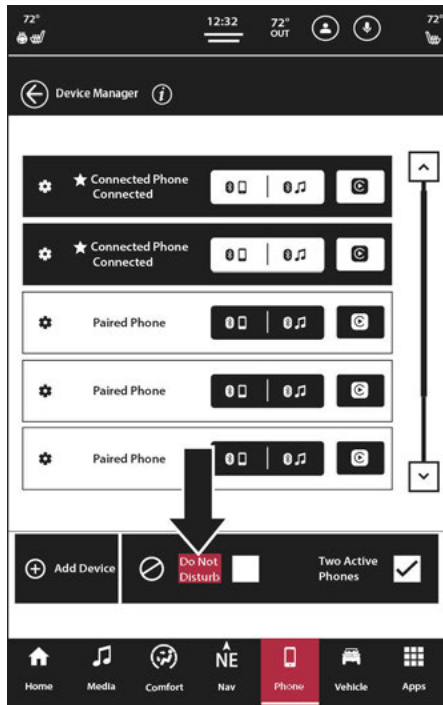 72° 12:32 72° 72°
OUT
Device Manager i
Connected Phone
Connected
Connected Phone
Connected
Paired Phone
Paired Phone
Paired Phone
Add Device
Do Not
Disturb
Two Active
Phones
NE
Home Media Comfort Nav Phone Vehicle Apps